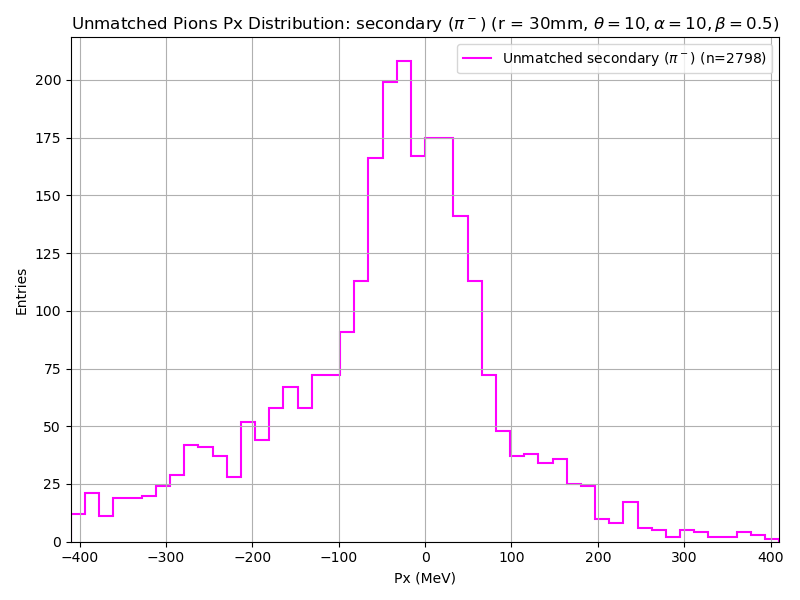 Unmatched Pions Px Distribution: secondary (π⁻) (r = 30mm, θ = 10, α = 10, β = 0.5)
Unmatched secondary (π⁻) (n=2798)
Entries
200
175
150
125
100
75
50
25
0
−400 −300 −200 −100 0 100 200 300 400
Px (MeV)